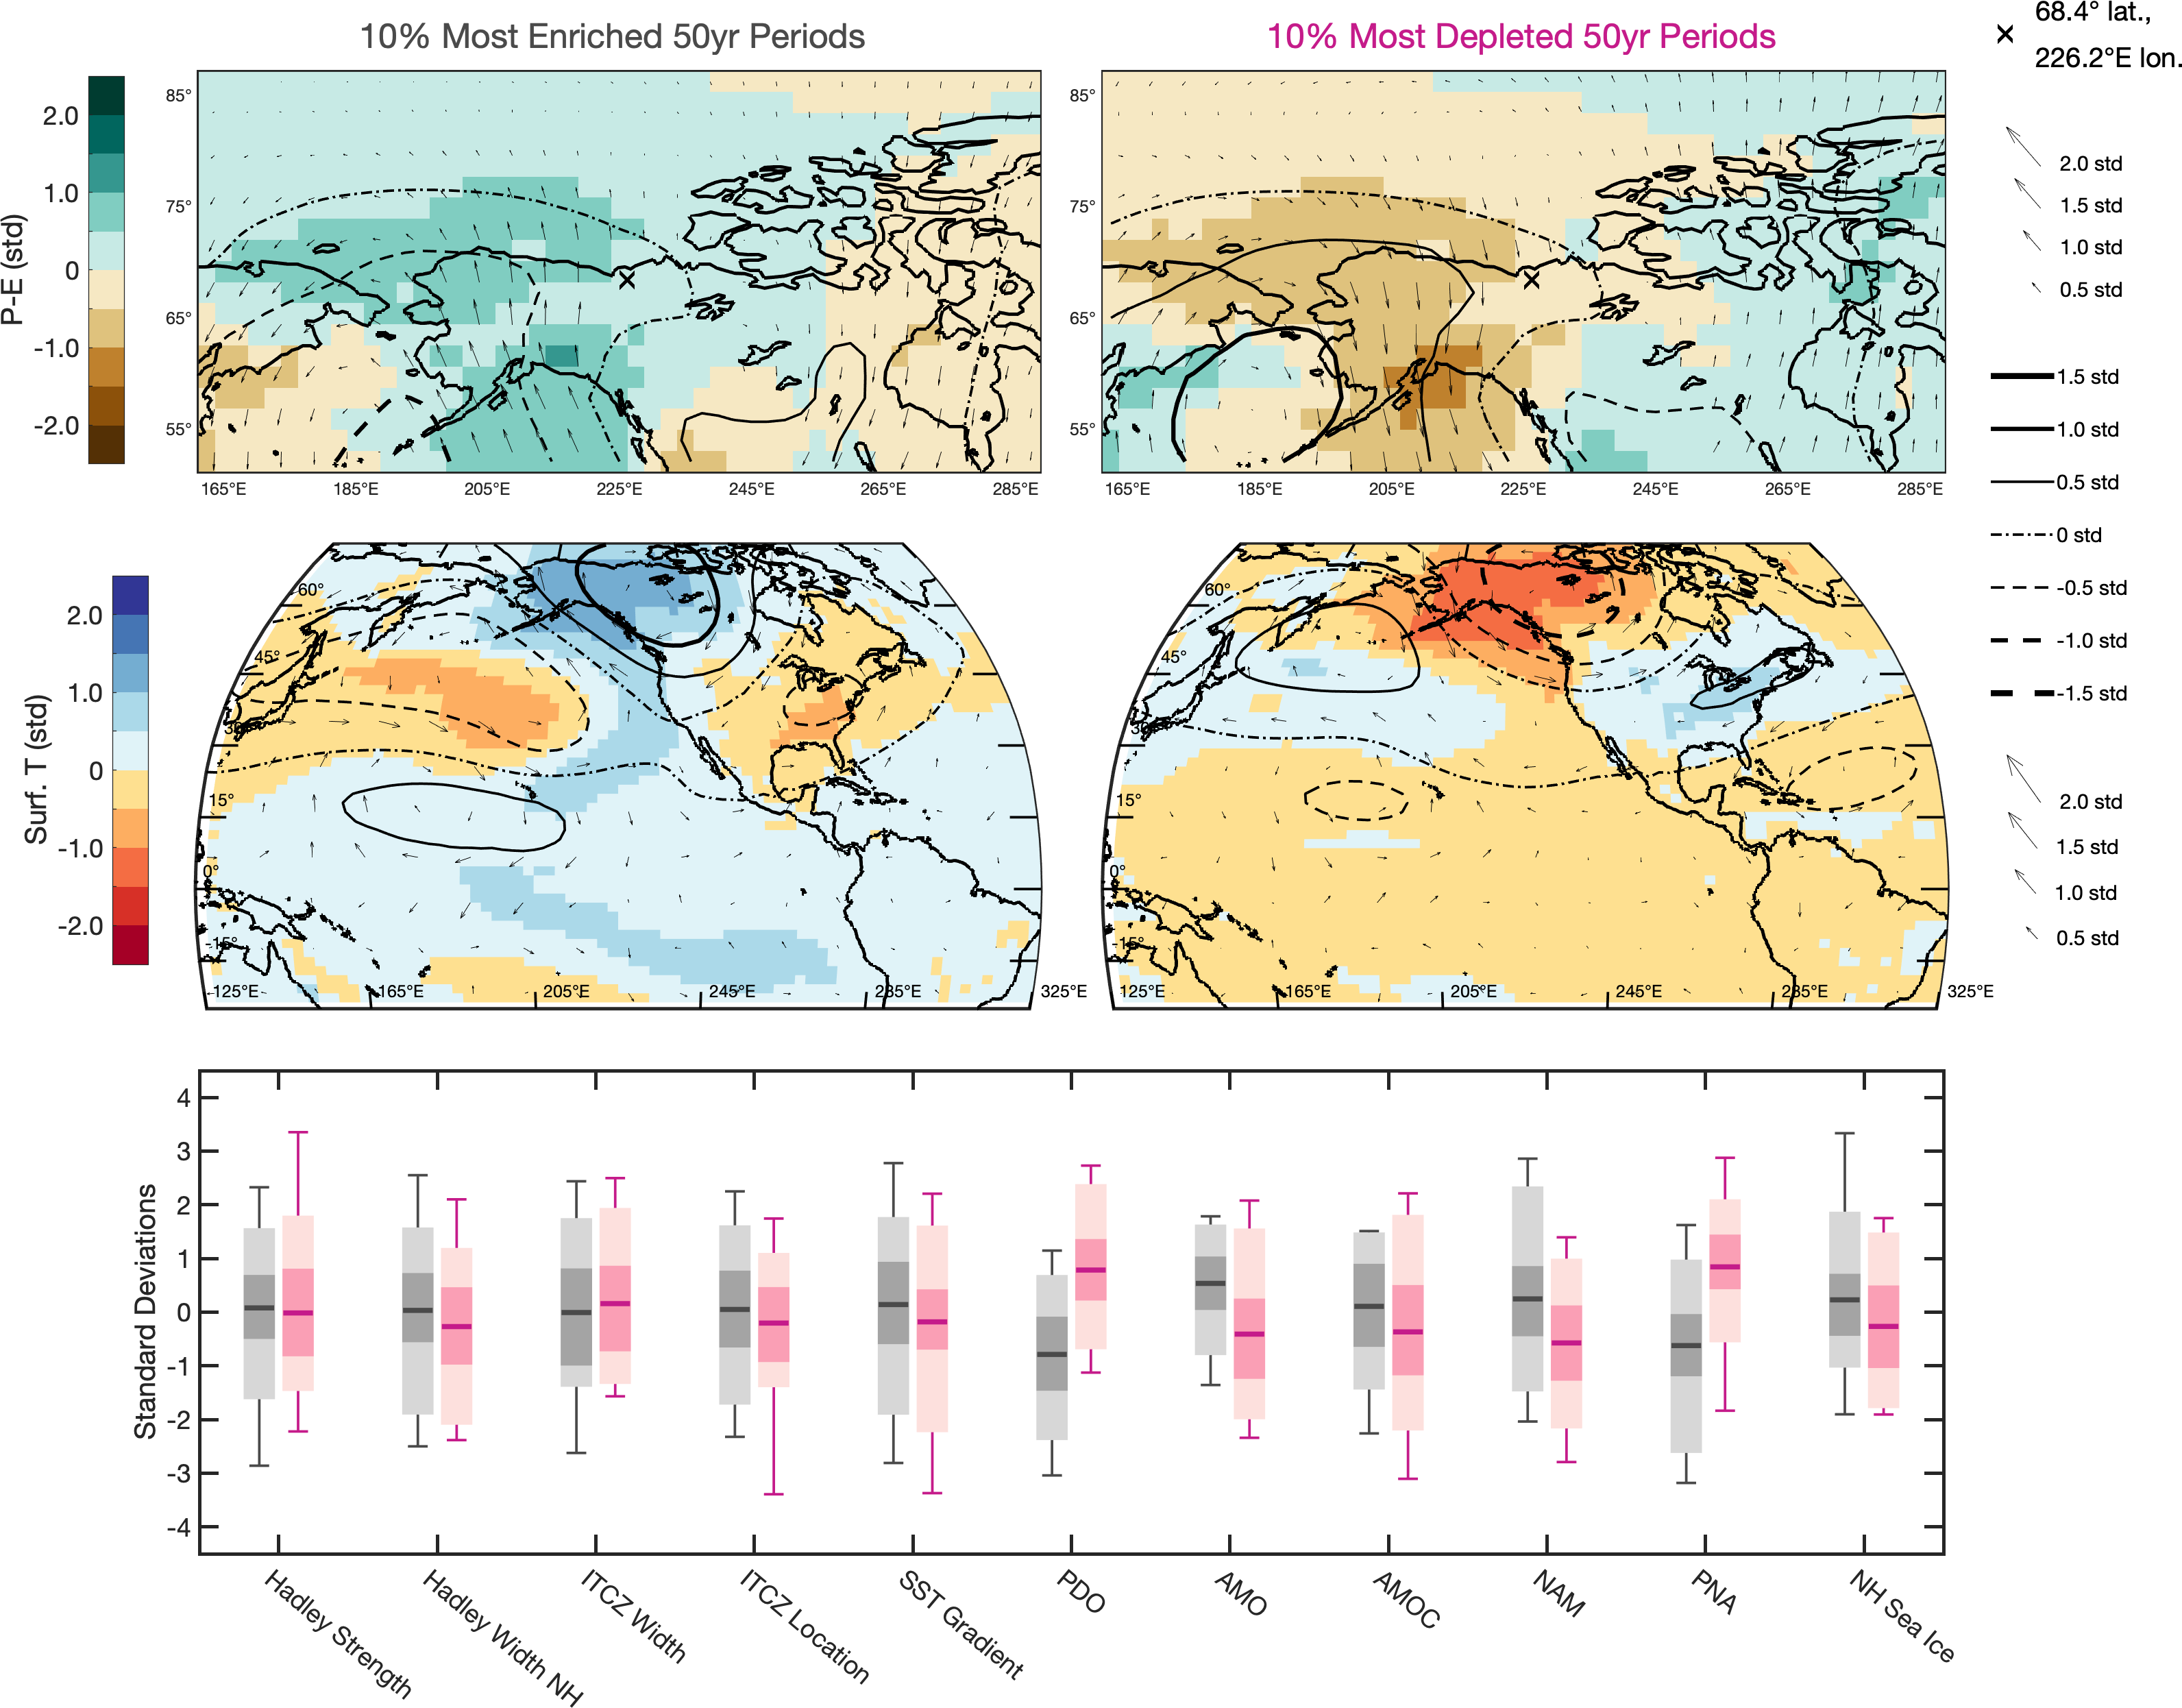 10% Most Enriched 50yr Periods
10% Most Depleted 50yr Periods
68.4° lat.,
226.2°E lon.
P-E (std)
2.0
1.0
0
-1.0
-2.0
85°
75°
65°
55°
165°E 185°E 205°E 225°E 245°E 265°E 285°E
85°
75°
65°
55°
165°E 185°E 205°E 225°E 245°E 265°E 285°E
2.0 std
1.5 std
1.0 std
0.5 std
1.5 std
1.0 std
0.5 std
0 std
-0.5 std
-1.0 std
-1.5 std
Surf. T (std)
2.0
1.0
0
-1.0
-2.0
60°
45°
30°
15°
0°
-15°
125°E 165°E 205°E 245°E 285°E 325°E
60°
45°
30°
15°
0°
-15°
125°E 165°E 205°E 245°E 285°E 325°E
2.0 std
1.5 std
1.0 std
0.5 std
Standard Deviations
4
3
2
1
0
-1
-2
-3
-4
Hadley Strength
Hadley Width NH
ITCZ Width
ITCZ Location
SST Gradient
PDO
AMO
AMOC
NAM
PNA
NH Sea Ice